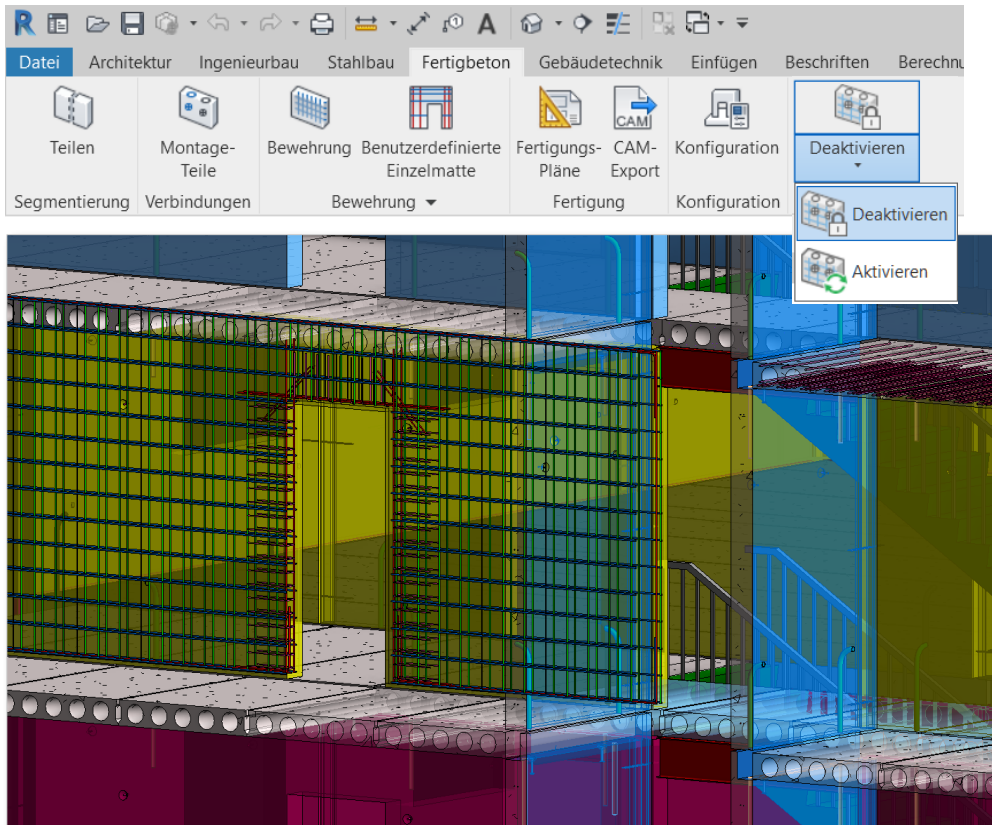 Datei Architektur Ingenieurbau Stahlbau Fertigbeton Gebäudetechnik Einfügen Beschriften Berechnu
Teilen
Montage-
Teile
Bewehrung
Benutzerdefinierte
Einzelmatte
Fertigungs-
Pläne
CAM
CAM-
Export
Konfiguration
Deaktivieren
Segmentierung Verbindungen Bewehrung Fertigung Konfiguration
Deaktivieren
Aktivieren